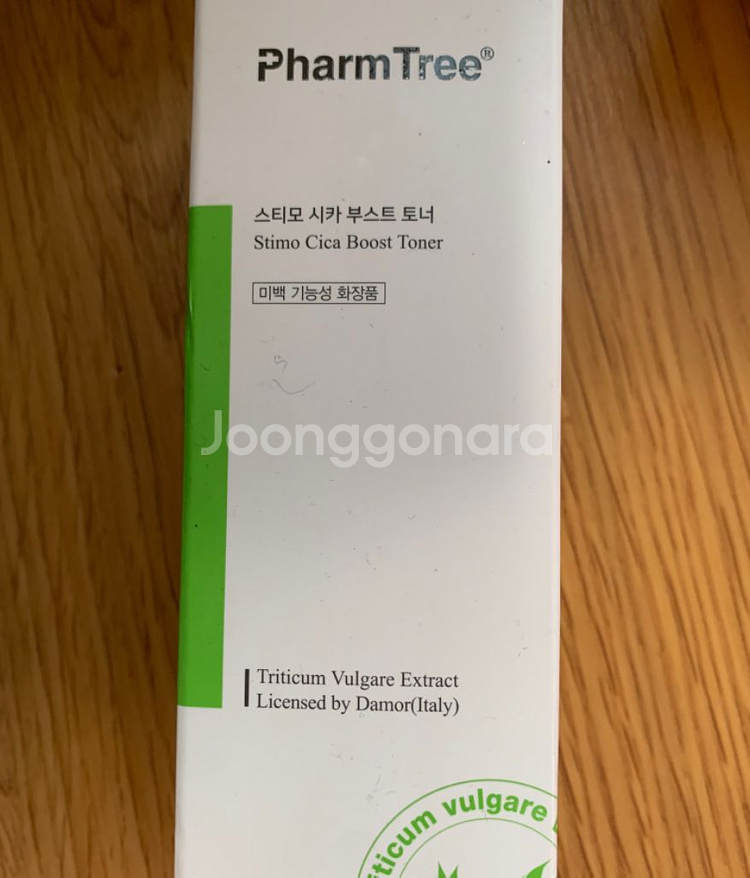 PharmTree®
스티모 시카 부스트 토너
Stimo Cica Boost Toner
미백 기능성 화장품
Joonggonara
Triticum Vulgare Extract
Licensed by Damor(Italy)
vulgare